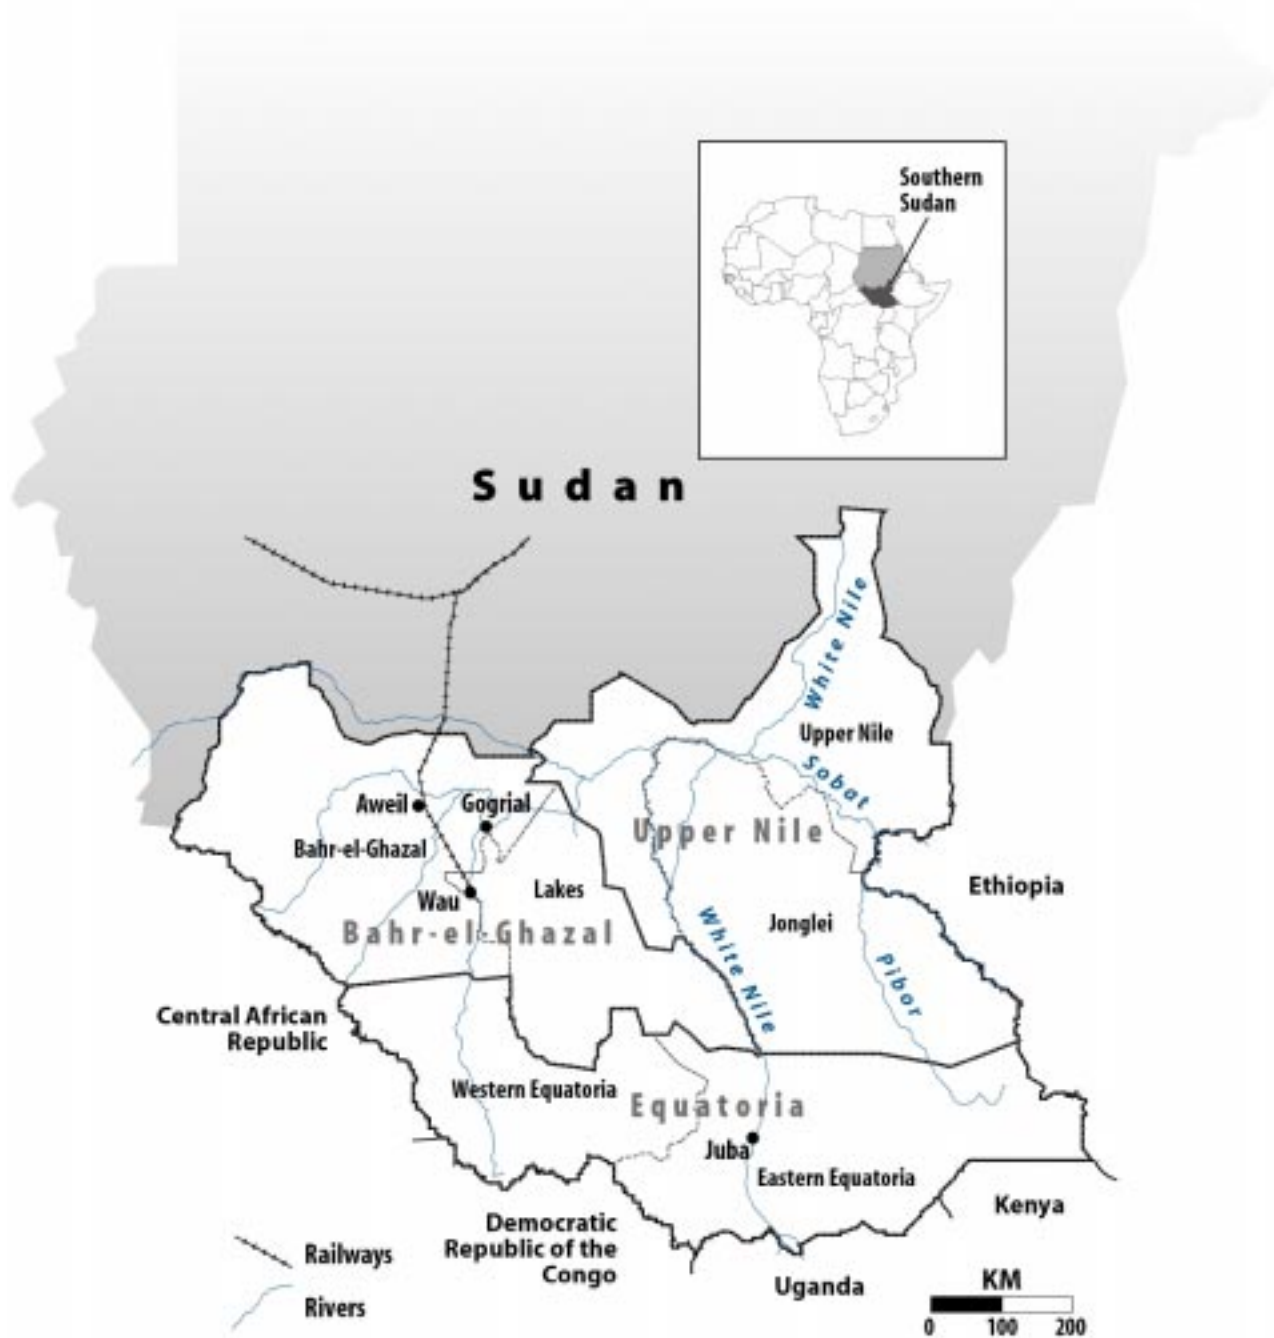 Southern
Sudan
Sudan
White Nile
Upper Nile
Sobat
Aweil
Gogrial
Upper Nile
Bahr-el-Ghazal
Ethiopia
Lakes
Wau
White Nile
Jonglei
Bahr-el-Ghazal
Pibor
Central African
Republic
Western Equatoria
Equatoria
Juba
Eastern Equatoria
Kenya
Democratic
Republic of the
Congo
Railways
Uganda
KM
Rivers
0 100 200